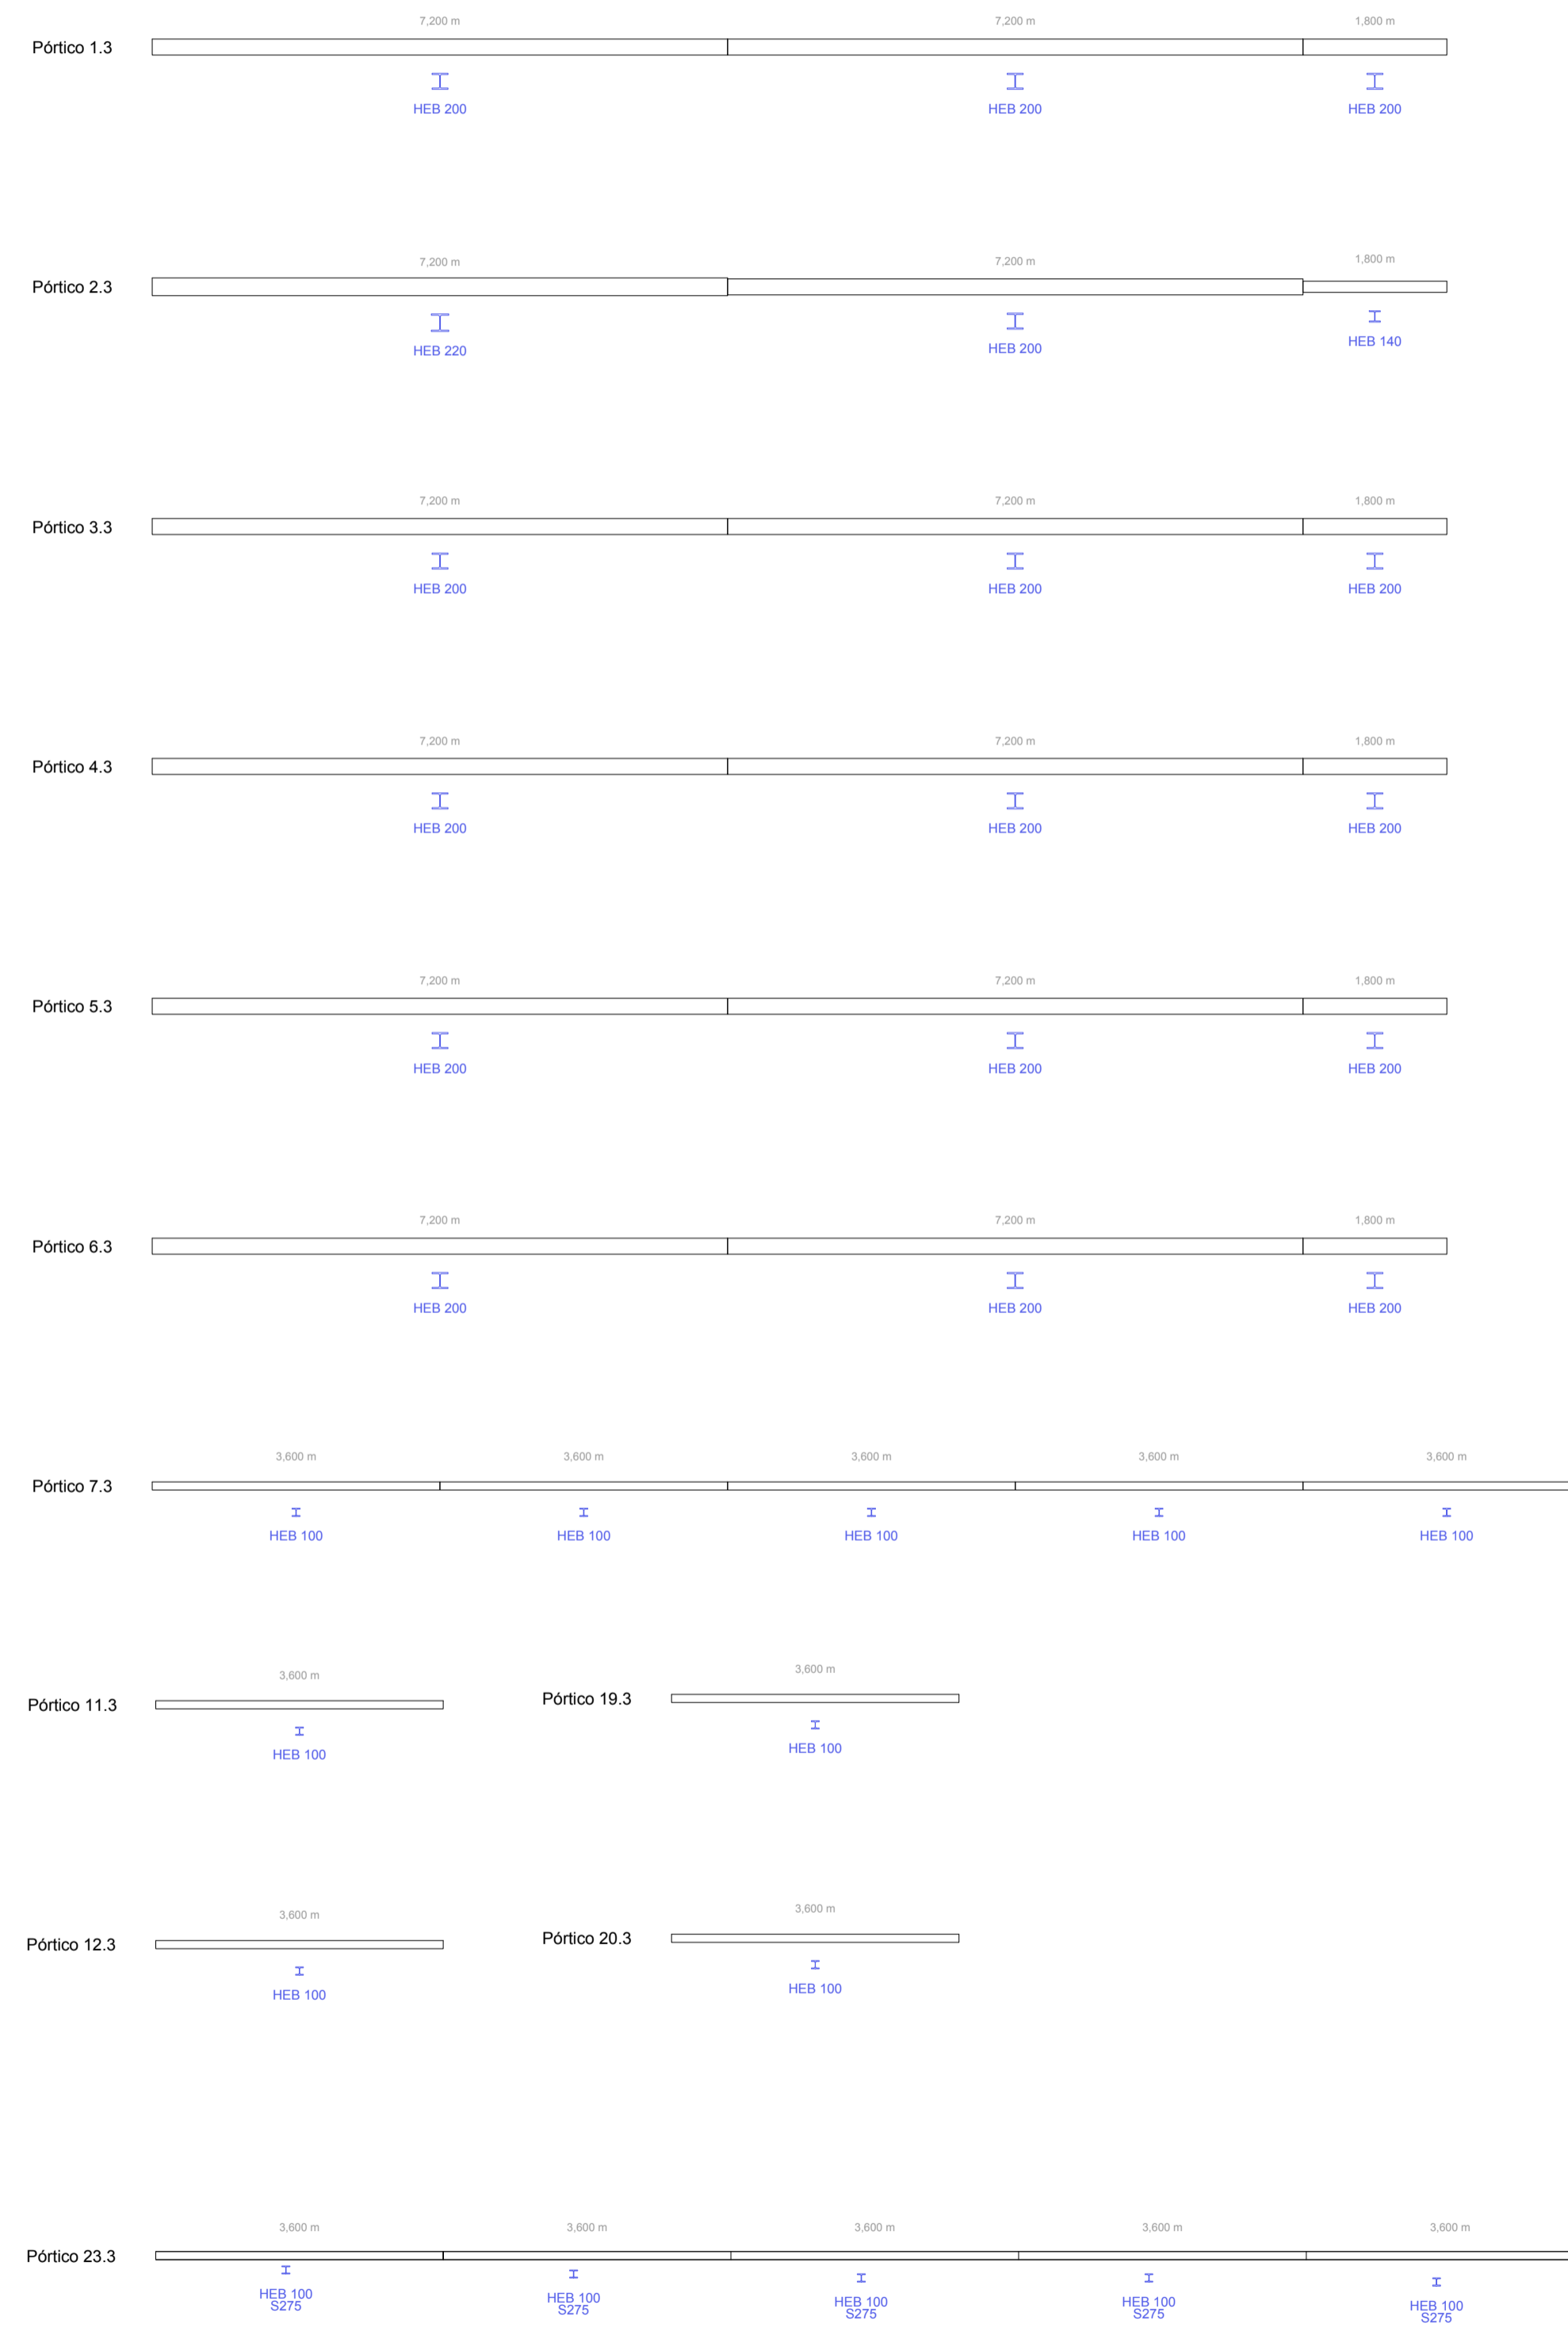 7,200 m 7,200 m 1,800 m
Pórtico 1.3
HEB 200 HEB 200 HEB 200
7,200 m 7,200 m 1,800 m
Pórtico 2.3
HEB 220 HEB 200 HEB 140
7,200 m 7,200 m 1,800 m
Pórtico 3.3
HEB 200 HEB 200 HEB 200
7,200 m 7,200 m 1,800 m
Pórtico 4.3
HEB 200 HEB 200 HEB 200
7,200 m 7,200 m 1,800 m
Pórtico 5.3
HEB 200 HEB 200 HEB 200
7,200 m 7,200 m 1,800 m
Pórtico 6.3
HEB 200 HEB 200 HEB 200
3,600 m 3,600 m 3,600 m 3,600 m 3,600 m
Pórtico 7.3
HEB 100 HEB 100 HEB 100 HEB 100 HEB 100
3,600 m 3,600 m
Pórtico 11.3 Pórtico 19.3
HEB 100 HEB 100
3,600 m 3,600 m
Pórtico 12.3 Pórtico 20.3
HEB 100 HEB 100
3,600 m 3,600 m 3,600 m 3,600 m 3,600 m
Pórtico 23.3
HEB 100 HEB 100 HEB 100 HEB 100 HEB 100
S275 S275 S275 S275 S275